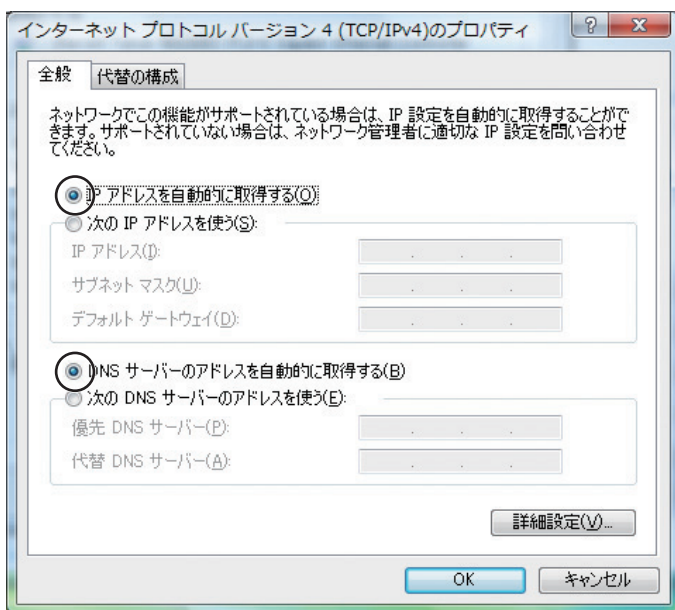 インターネット プロトコル バージョン 4 (TCP/IPv4)のプロパティ
全般
代替の構成
ネットワークでこの機能がサポートされている場合は、IP 設定を自動的に取得することがで
きます。サポートされていない場合は、ネットワーク管理者に適切な IP 設定を問い合わせ
てください。
IP アドレスを自動的に取得する(O)
次の IP アドレスを使う(S):
IP アドレス(I):
サブネット マスク(U):
デフォルト ゲートウェイ(D):
DNS サーバーのアドレスを自動的に取得する(B)
次の DNS サーバーのアドレスを使う(E):
優先 DNS サーバー(P):
代替 DNS サーバー(A):
詳細設定(V)...
OK
キャンセル